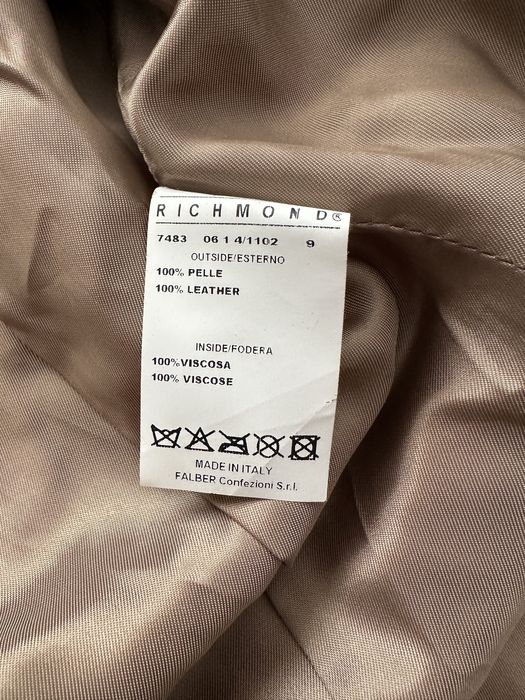 RICHMOND®
7483 06 1 4/1102 9
OUTSIDE/ESTERNO
100% PELLE
100% LEATHER
INSIDE/FODERA
100%VISCOSA
100% VISCOSE
MADE IN ITALY
FALBER Confezioni S.r.l.